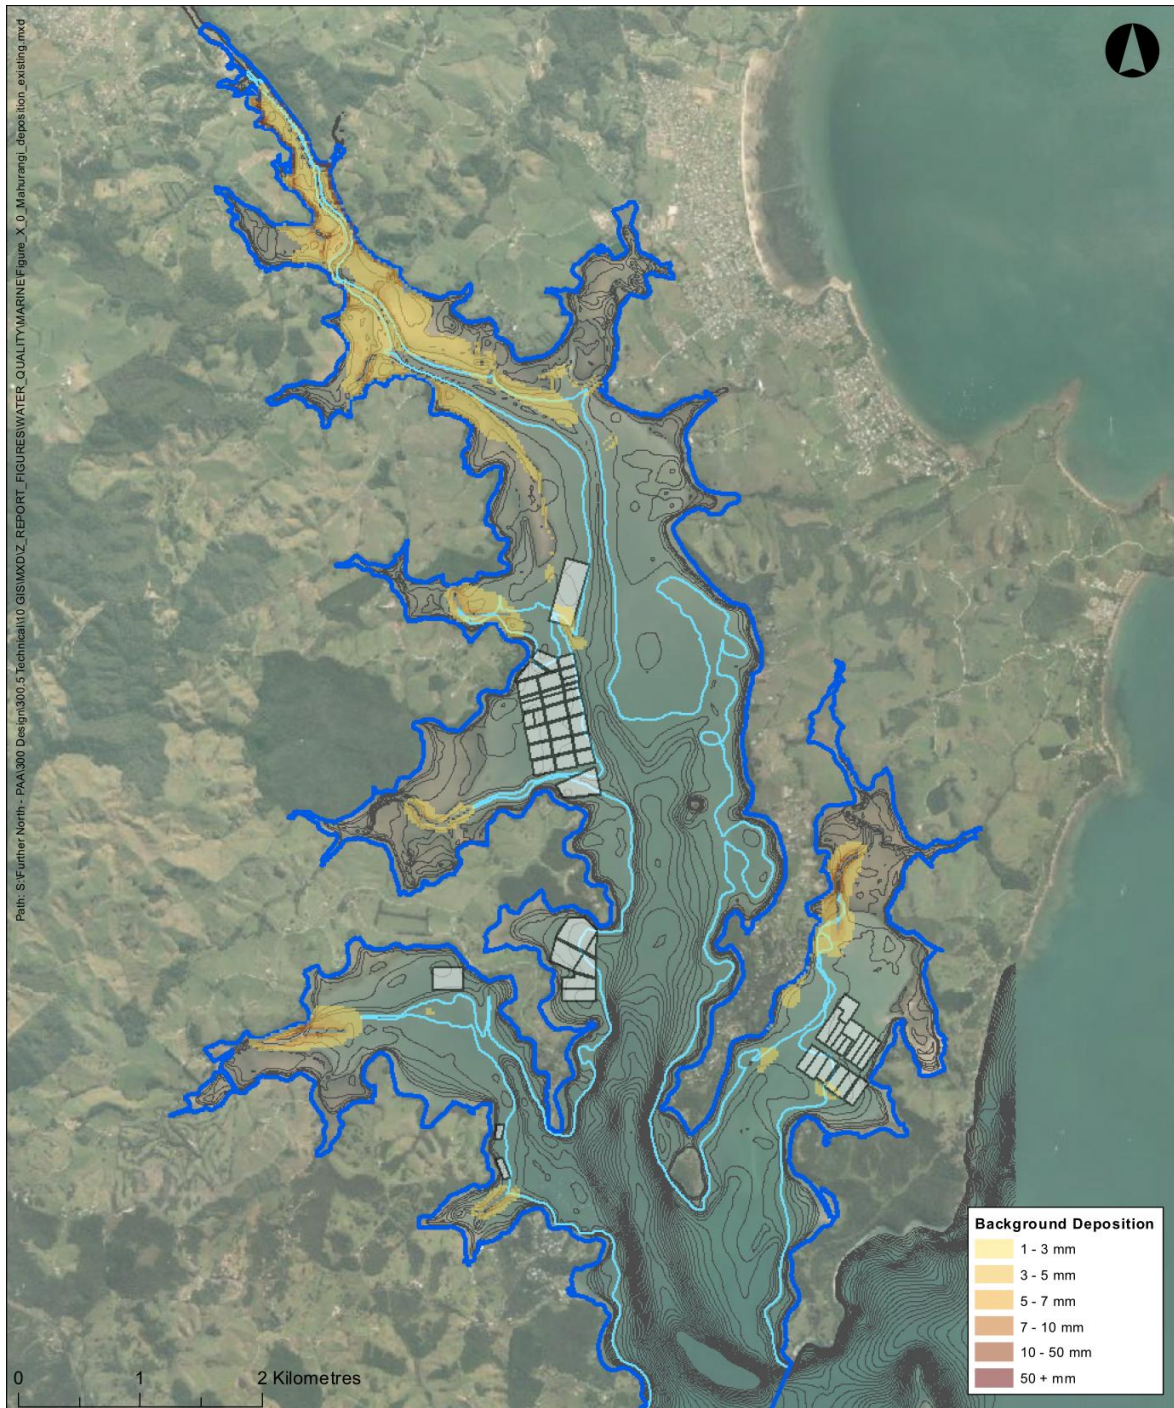 Path: S:\Further North - PAA\300 Design\300.5 Technical\10 GIS\MXD\Z_REPORT_FIGURES\WATER_QUALITY\MARINE\Figure_X_0_Mahurangi_deposition_existing.mxd
Background Deposition
1 - 3 mm
3 - 5 mm
5 - 7 mm
7 - 10 mm
10 - 50 mm
50 + mm
0 1 2 Kilometres